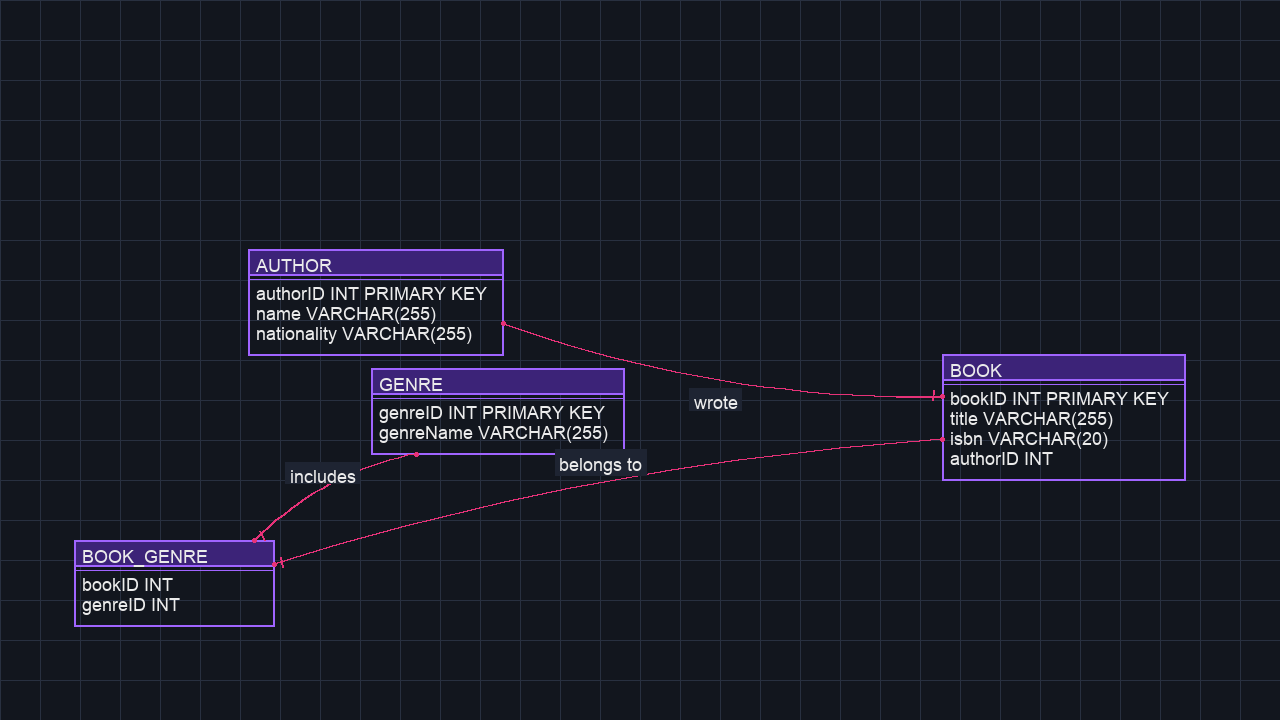 AUTHOR
authorID INT PRIMARY KEY
name VARCHAR(255)
nationality VARCHAR(255)
GENRE
genreID INT PRIMARY KEY
genreName VARCHAR(255)
wrote
BOOK
bookID INT PRIMARY KEY
title VARCHAR(255)
isbn VARCHAR(20)
authorID INT
belongs to
includes
BOOK_GENRE
bookID INT
genreID INT